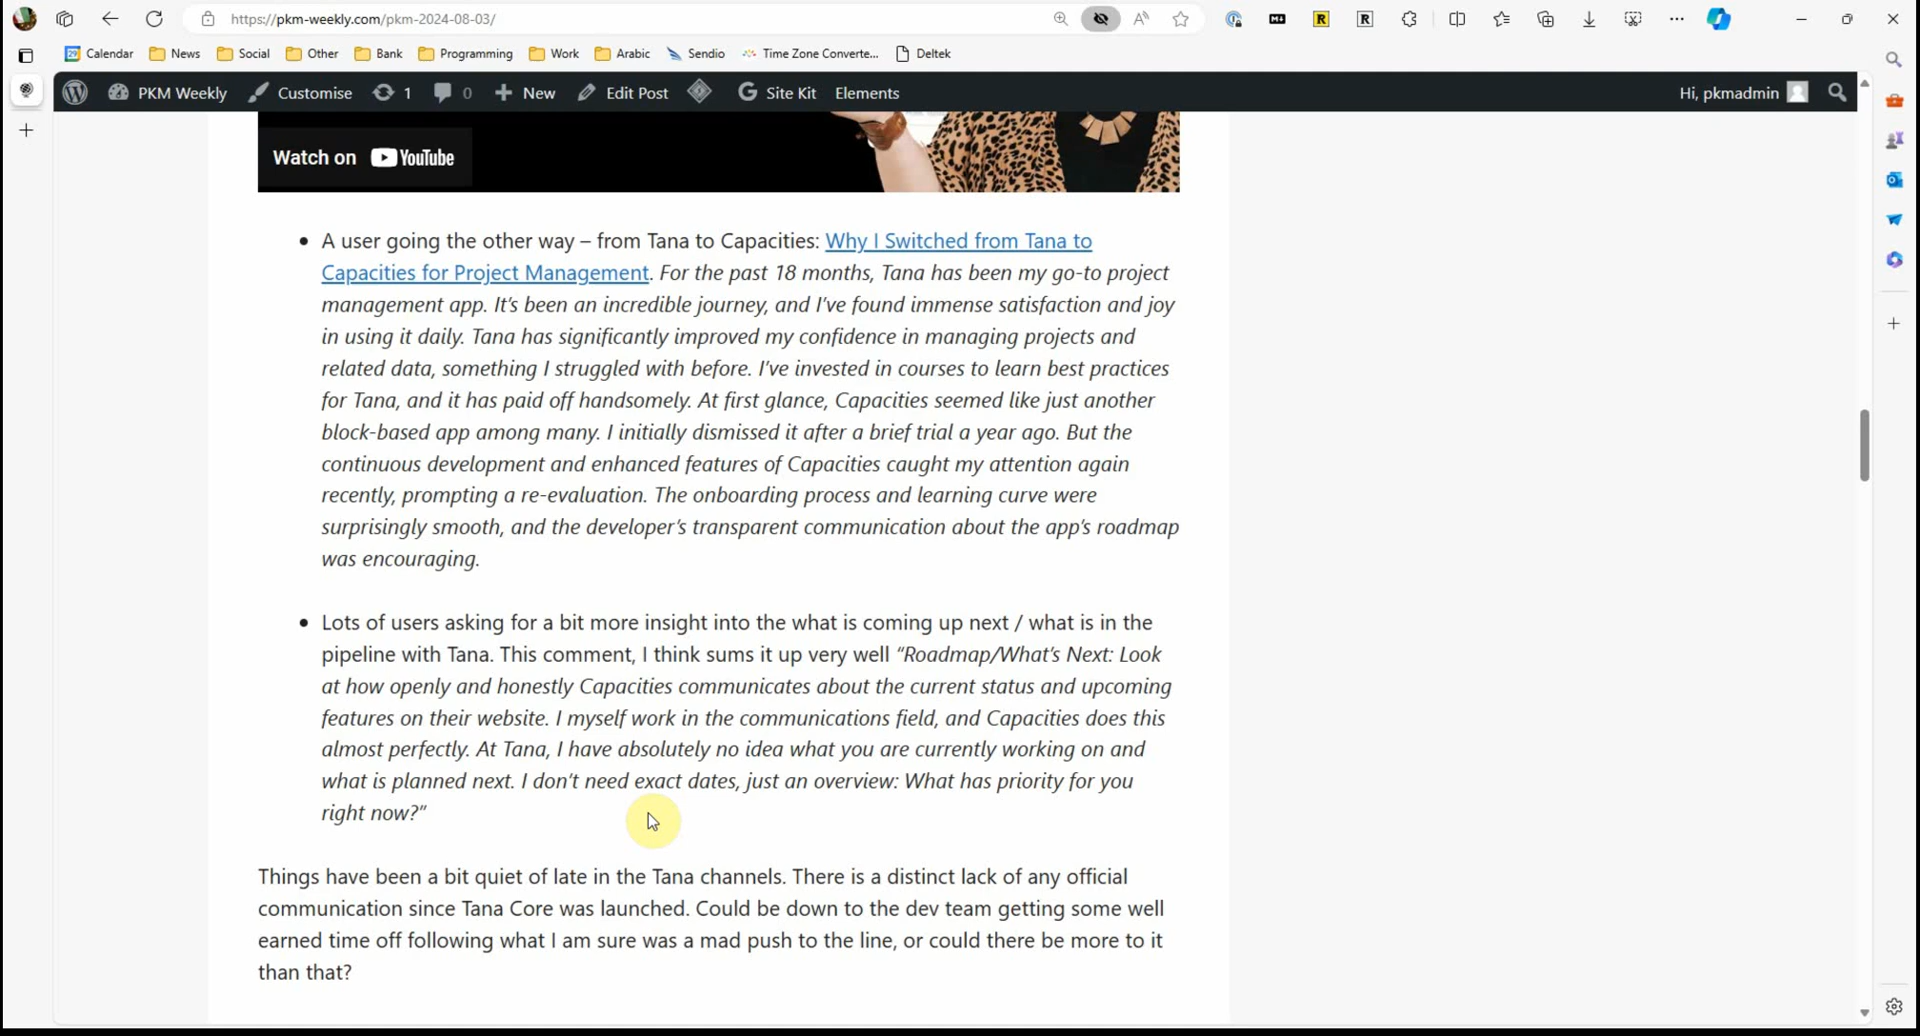 https://pkm-weekly.com/pkm-2024-08-03/
Calendar News Social Other Bank Programming Work Arabic Sendio Time Zone Converte... Deltek
PKM Weekly Customise 1 0 New Edit Post Site Kit Elements Hi, pkmadmin
Watch on YouTube
• A user going the other way – from Tana to Capacities: Why I Switched from Tana to
Capacities for Project Management. For the past 18 months, Tana has been my go-to project
management app. It’s been an incredible journey, and I’ve found immense satisfaction and joy
in using it daily. Tana has significantly improved my confidence in managing projects and
related data, something I struggled with before. I’ve invested in courses to learn best practices
for Tana, and it has paid off handsomely. At first glance, Capacities seemed like just another
block-based app among many. I initially dismissed it after a brief trial a year ago. But the
continuous development and enhanced features of Capacities caught my attention again
recently, prompting a re-evaluation. The onboarding process and learning curve were
surprisingly smooth, and the developer’s transparent communication about the app’s roadmap
was encouraging.
• Lots of users asking for a bit more insight into the what is coming up next / what is in the
pipeline with Tana. This comment, I think sums it up very well “Roadmap/What’s Next: Look
at how openly and honestly Capacities communicates about the current status and upcoming
features on their website. I myself work in the communications field, and Capacities does this
almost perfectly. At Tana, I have absolutely no idea what you are currently working on and
what is planned next. I don’t need exact dates, just an overview: What has priority for you
right now?”
Things have been a bit quiet of late in the Tana channels. There is a distinct lack of any official
communication since Tana Core was launched. Could be down to the dev team getting some well
earned time off following what I am sure was a mad push to the line, or could there be more to it
than that?